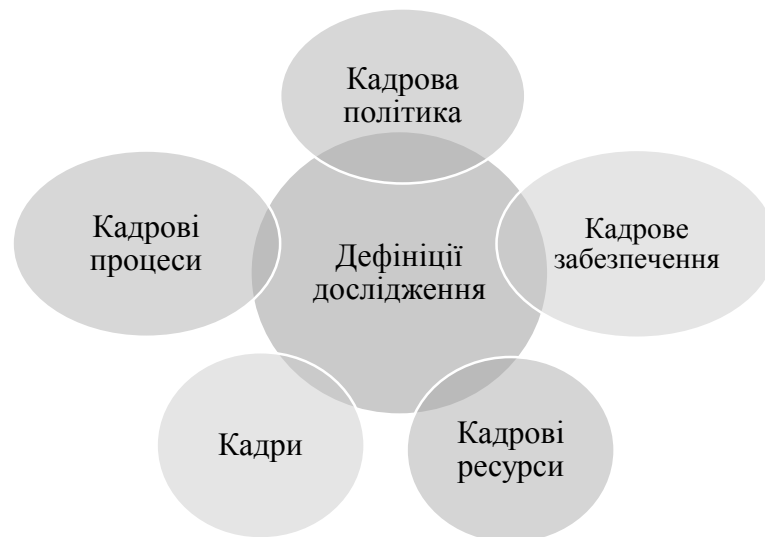 Кадрова
політика
Кадрові
процеси
Дефініції
дослідження
Кадрове
забезпечення
Кадри
Кадрові
ресурси